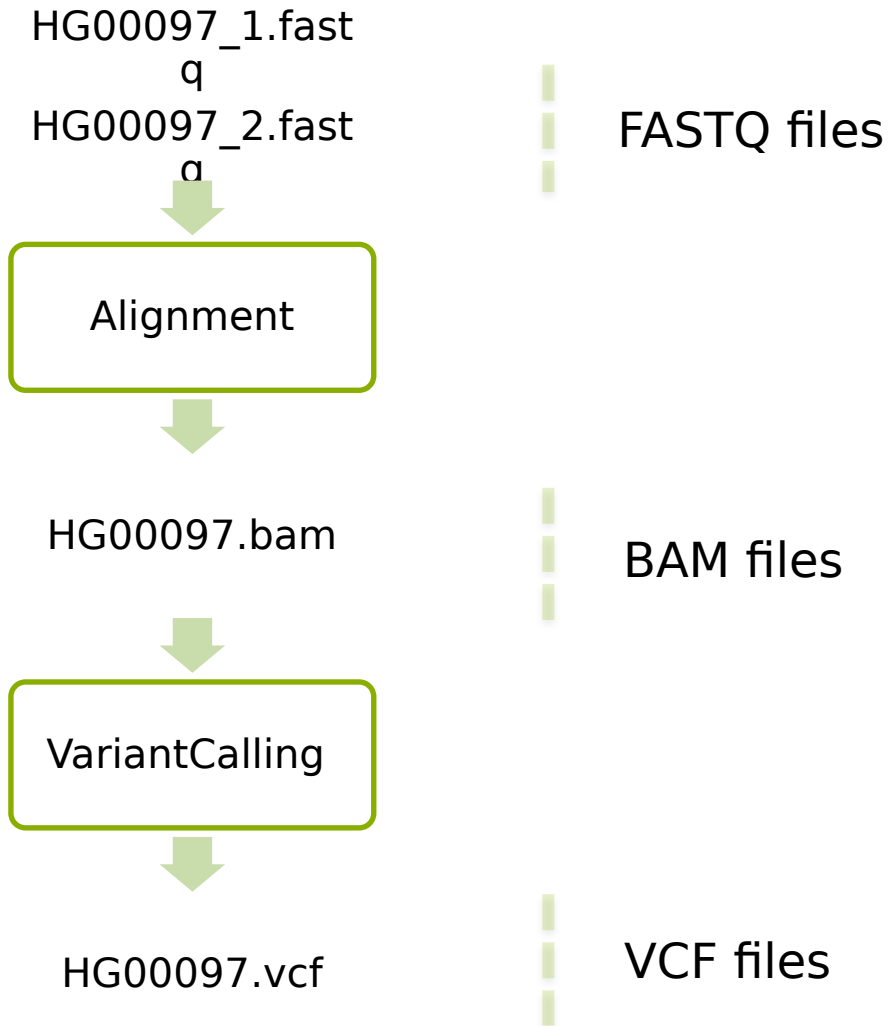 HG00097_1.fast
q
HG00097_2.fast
q
FASTQ files
Alignment
HG00097.bam
BAM files
VariantCalling
HG00097.vcf
VCF files